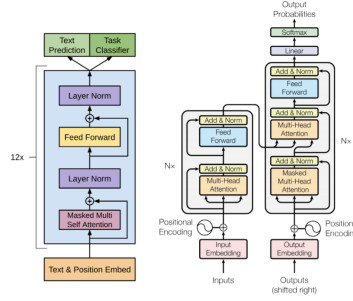 Text
Prediction
Task
Classifier
Layer Norm
Feed Forward
12x
Layer Norm
Masked Multi
Self Attention
Text & Position Embed
Output
Probabilities
Softmax
Linear
Add & Norm
Feed
Forward
Add & Norm
Add & Norm
Multi-Head
Attention
Feed
Forward
N×
Add & Norm
Add & Norm
Multi-Head
Attention
Masked
Multi-Head
Attention
N×
Positional
Encoding
Position
Encodin
Input
Embedding
Output
Embedding
Inputs
Outputs
(shifted right)